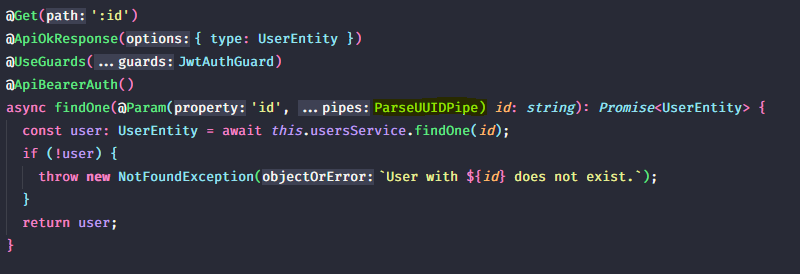 @Get(path: ':id')
@ApiOkResponse(options: { type: UserEntity })
@UseGuards(...guards: JwtAuthGuard)
@ApiBearerAuth()
async findOne(@Param(property: 'id', ...pipes: ParseUUIDPipe) id: string): Promise<UserEntity> {
const user: UserEntity = await this.usersService.findOne(id);
if (!user) {
throw new NotFoundException(objectOrError: `User with ${id} does not exist.`);
}
return user;
}